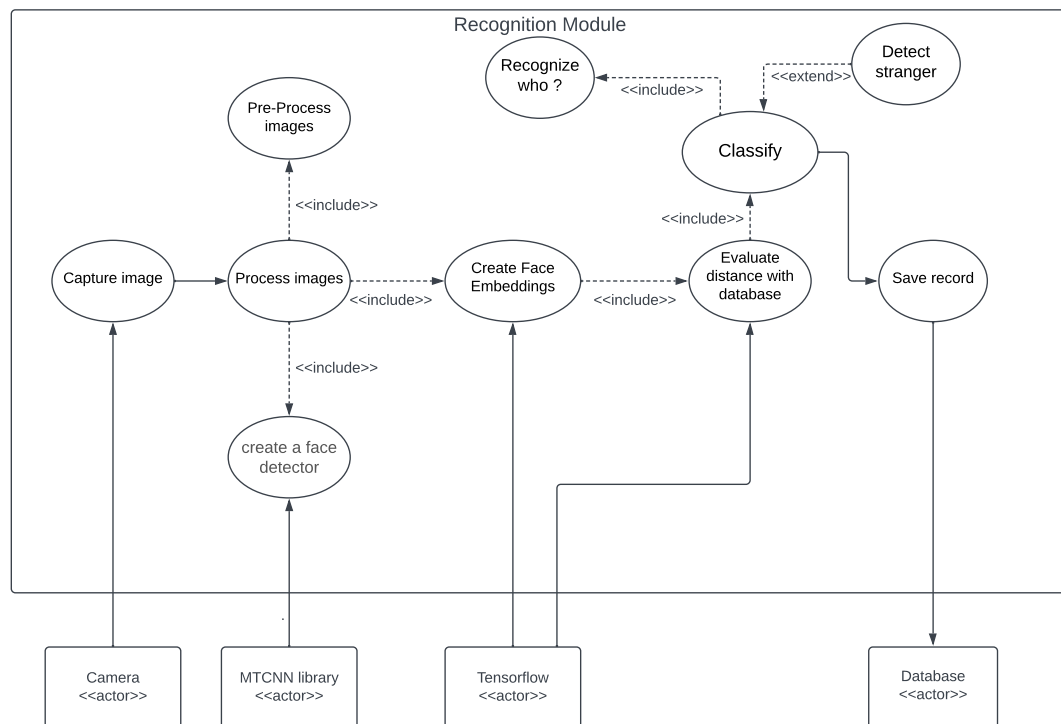 Recognition Module
Recognize
who ?
Detect
stranger
<<include>>
<<extend>>
Pre-Process
images
Classify
<<include>>
<<include>>
Capture image
Process images
Create Face
Embeddings
Evaluate
distance with
database
Save record
<<include>>
<<include>>
<<include>>
create a face
detector
Camera
<<actor>>
MTCNN library
<<actor>>
Tensorflow
<<actor>>
Database
<<actor>>